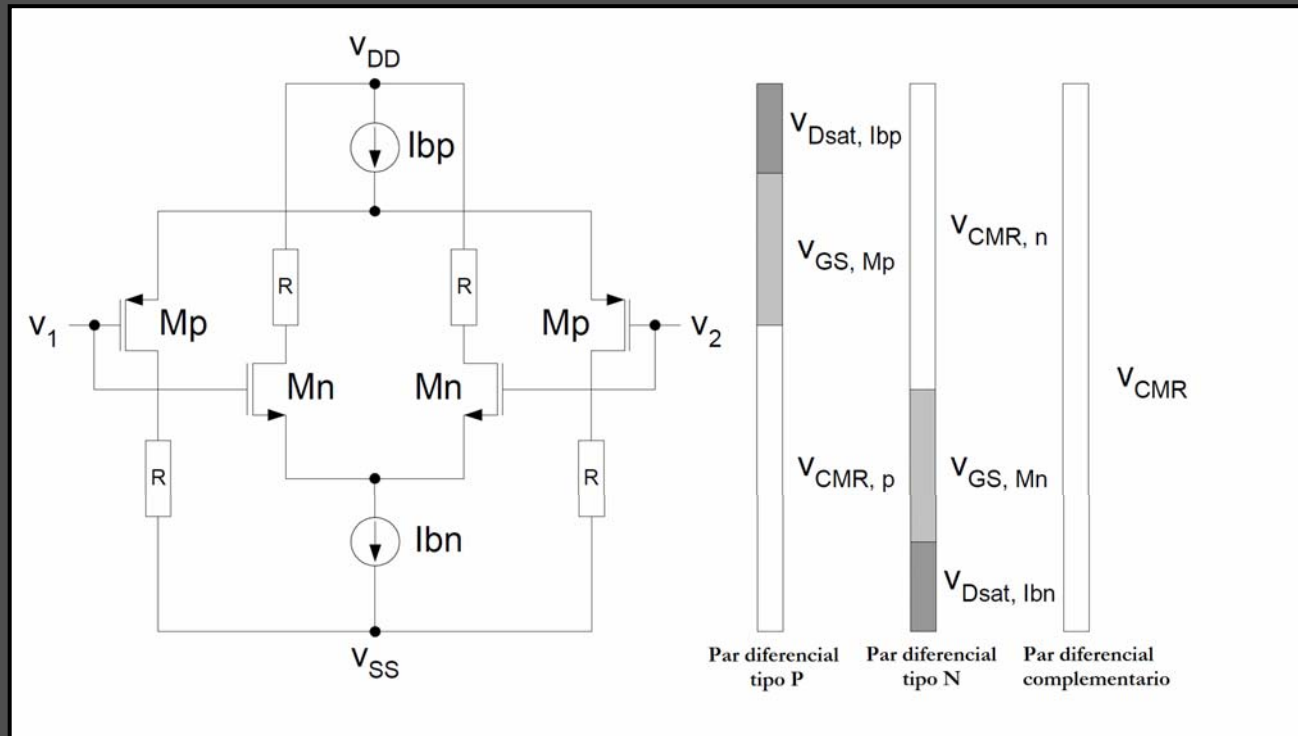 VDD
Ibp
R
R
v1
Mp
Mp
v2
Mn
Mn
R
R
Ibn
VSS
VDsat, Ibp
VGS, Mp
VCMR, n
VCMR
VCMR, p
VGS, Mn
VDsat, Ibn
Par diferencial
tipo P
Par diferencial
tipo N
Par diferencial
complementario